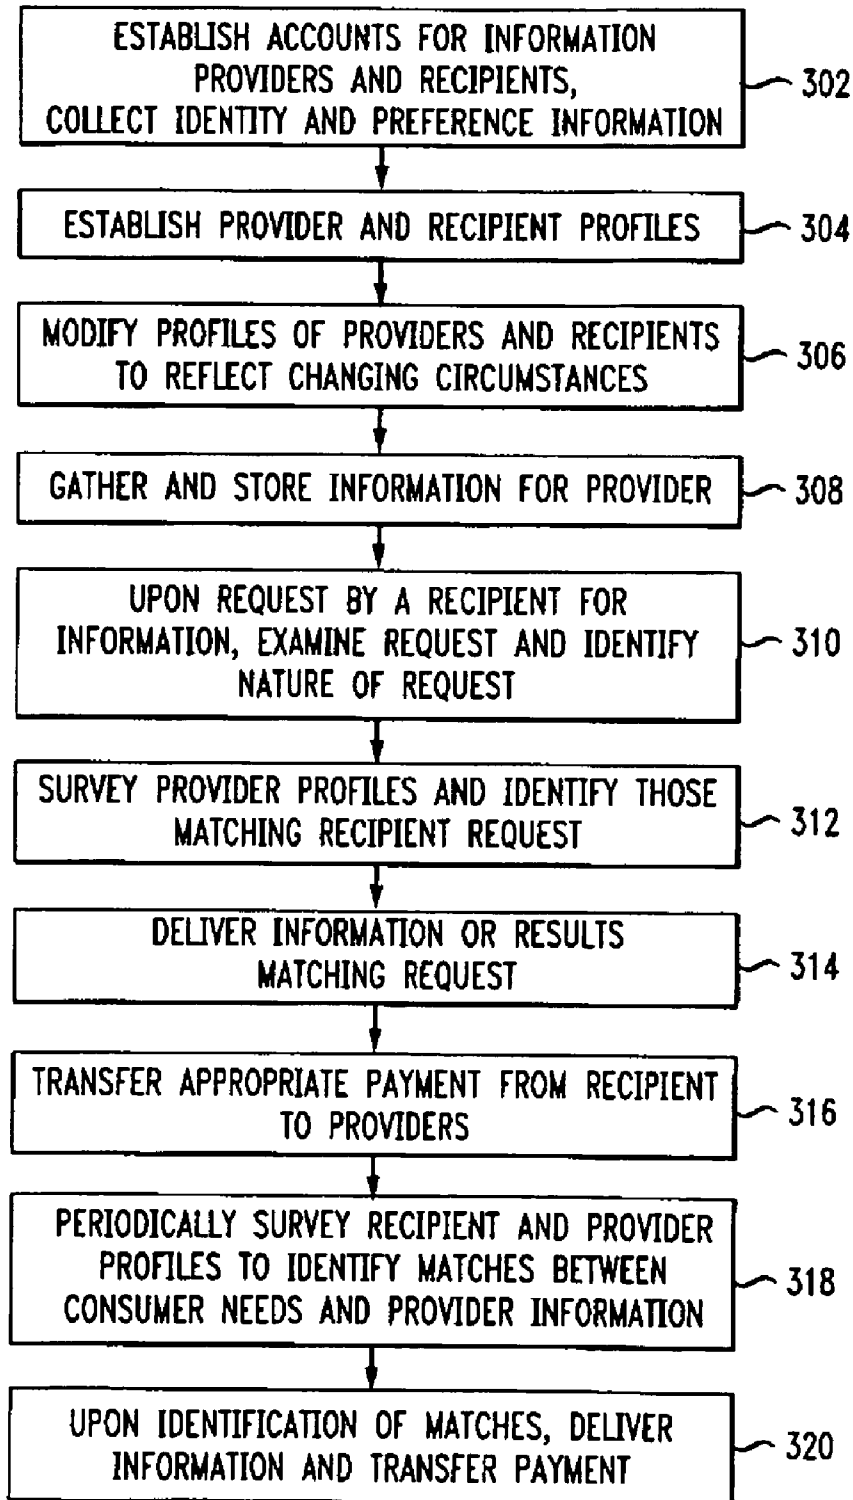 ESTABLISH ACCOUNTS FOR INFORMATION
PROVIDERS AND RECIPIENTS,
COLLECT IDENTITY AND PREFERENCE INFORMATION
302
ESTABLISH PROVIDER AND RECIPIENT PROFILES
304
MODIFY PROFILES OF PROVIDERS AND RECIPIENTS
TO REFLECT CHANGING CIRCUMSTANCES
306
GATHER AND STORE INFORMATION FOR PROVIDER
308
UPON REQUEST BY A RECIPIENT FOR
INFORMATION, EXAMINE REQUEST AND IDENTIFY
NATURE OF REQUEST
310
SURVEY PROVIDER PROFILES AND IDENTIFY THOSE
MATCHING RECIPIENT REQUEST
312
DELIVER INFORMATION OR RESULTS
MATCHING REQUEST
314
TRANSFER APPROPRIATE PAYMENT FROM RECIPIENT
TO PROVIDERS
316
PERIODICALLY SURVEY RECIPIENT AND PROVIDER
PROFILES TO IDENTIFY MATCHES BETWEEN
CONSUMER NEEDS AND PROVIDER INFORMATION
318
UPON IDENTIFICATION OF MATCHES, DELIVER
INFORMATION AND TRANSFER PAYMENT
320